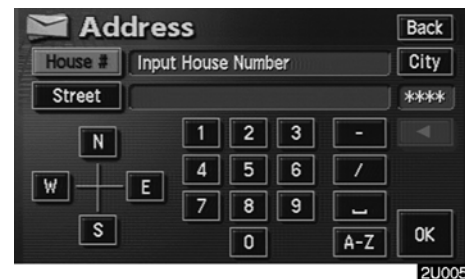 Address Back
House # Input House Number City
Street ****
N 1 2 3 -
W E 4 5 6 /
7 8 9 ␣
S 0 A-Z OK
2U005